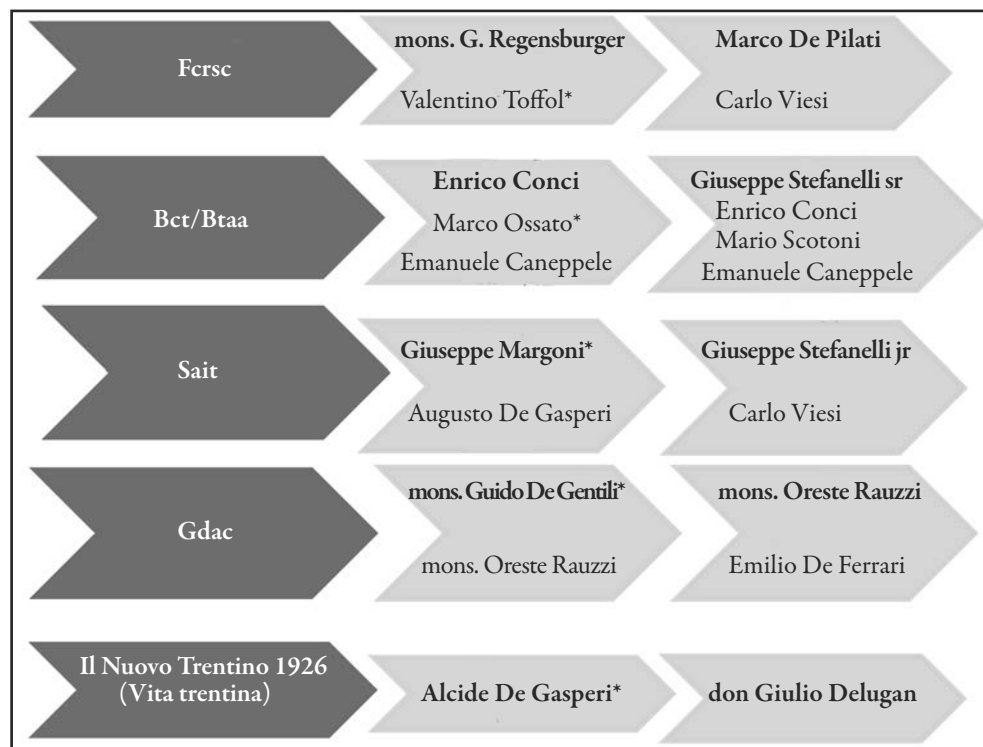 Fcrsc
mons. G. Regensburger
Valentino Toffol*
Marco De Pilati
Carlo Viesi
Bct/Btaa
Enrico Conci
Marco Ossato*
Emanuele Caneppele
Giuseppe Stefanelli sr
Enrico Conci
Mario Scotoni
Emanuele Caneppele
Sait
Giuseppe Margoni*
Augusto De Gasperi
Giuseppe Stefanelli jr
Carlo Viesi
Gdac
mons. Guido De Gentili*
mons. Oreste Rauzzi
mons. Oreste Rauzzi
Emilio De Ferrari
Il Nuovo Trentino 1926
(Vita trentina)
Alcide De Gasperi*
don Giulio Delugan